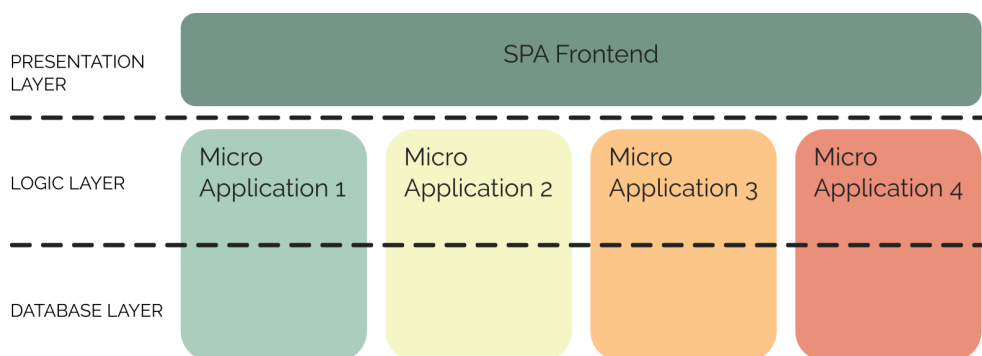 PRESENTATION
LAYER
SPA Frontend
LOGIC LAYER
Micro
Application 1
Micro
Application 2
Micro
Application 3
Micro
Application 4
DATABASE LAYER